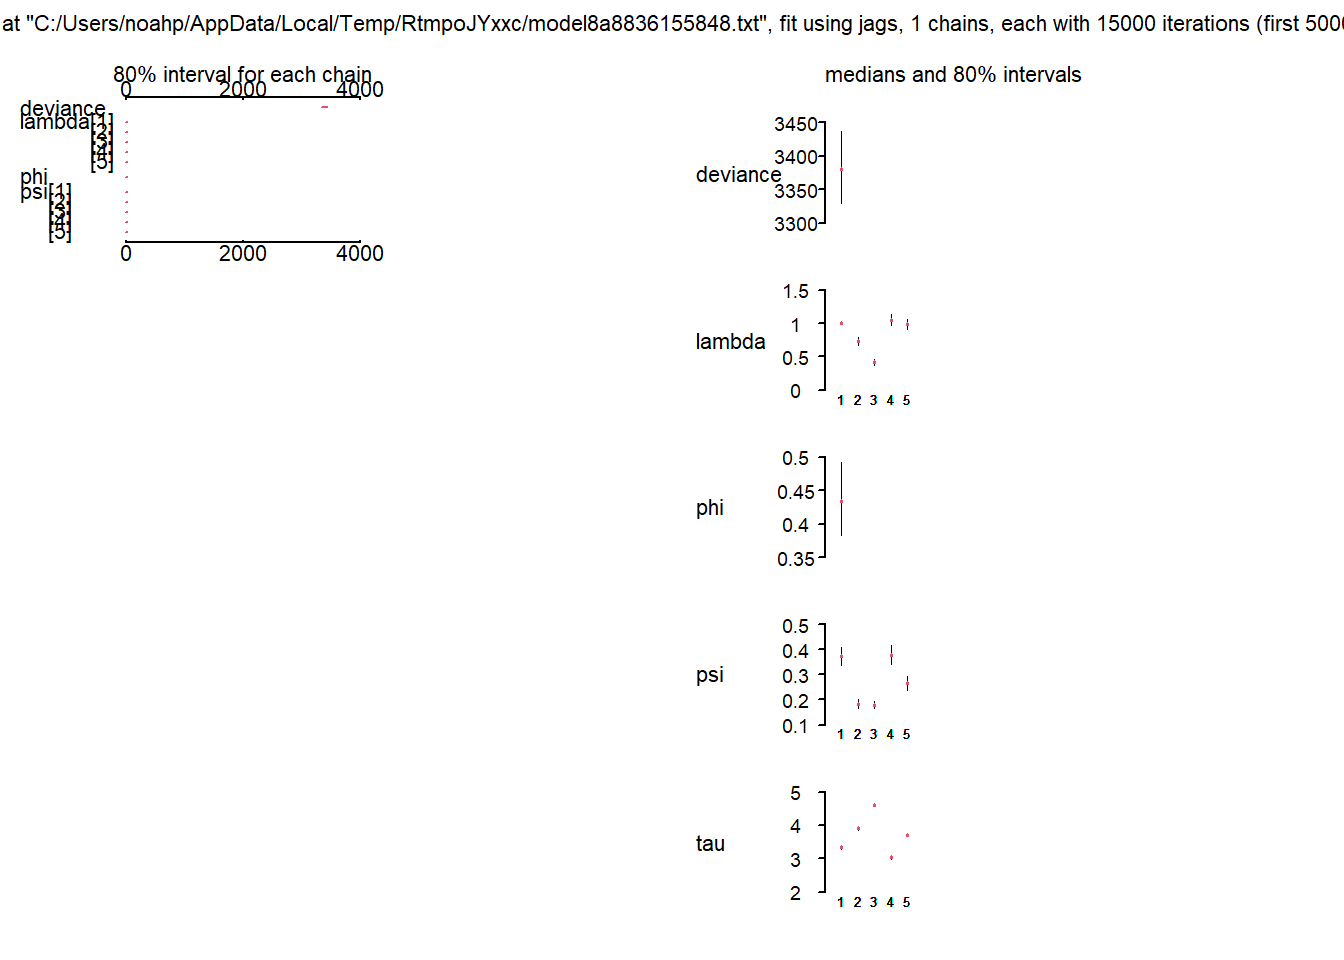 at "C:/Users/noahp/AppData/Local/Temp/RtmpoJYxxc/model8a8836155848.txt", fit using jags, 1 chains, each with 15000 iterations (first 500
80% interval for each chain
0 2000 4000
deviance
lambda[1]
[2]
[3]
[4]
[5]
phi
psi[1]
[2]
[3]
[4]
[5]
0 2000 4000
medians and 80% intervals
deviance
3450
3400
3350
3300
lambda
1.5
1
0.5
0
1 2 3 4 5
phi
0.5
0.45
0.4
0.35
psi
0.5
0.4
0.3
0.2
0.1
1 2 3 4 5
tau
5
4
3
2
1 2 3 4 5